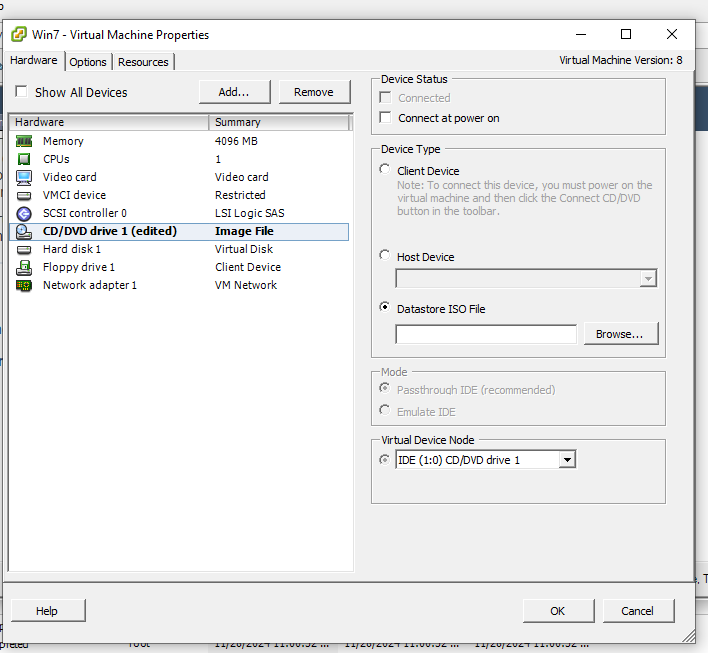 Win7 - Virtual Machine Properties
Hardware Options Resources Virtual Machine Version: 8
Show All Devices Add... Remove
Hardware Summary
Memory 4096 MB
CPUs 1
Video card Video card
VMCI device Restricted
SCSI controller 0 LSI Logic SAS
CD/DVD drive 1 (edited) Image File
Hard disk 1 Virtual Disk
Floppy drive 1 Client Device
Network adapter 1 VM Network
Device Status
Connected
Connect at power on
Device Type
Client Device
Note: To connect this device, you must power on the
virtual machine and then click the Connect CD/DVD
button in the toolbar.
Host Device
Datastore ISO File
Browse...
Mode
Passthrough IDE (recommended)
Emulate IDE
Virtual Device Node
IDE (1:0) CD/DVD drive 1
Help OK Cancel